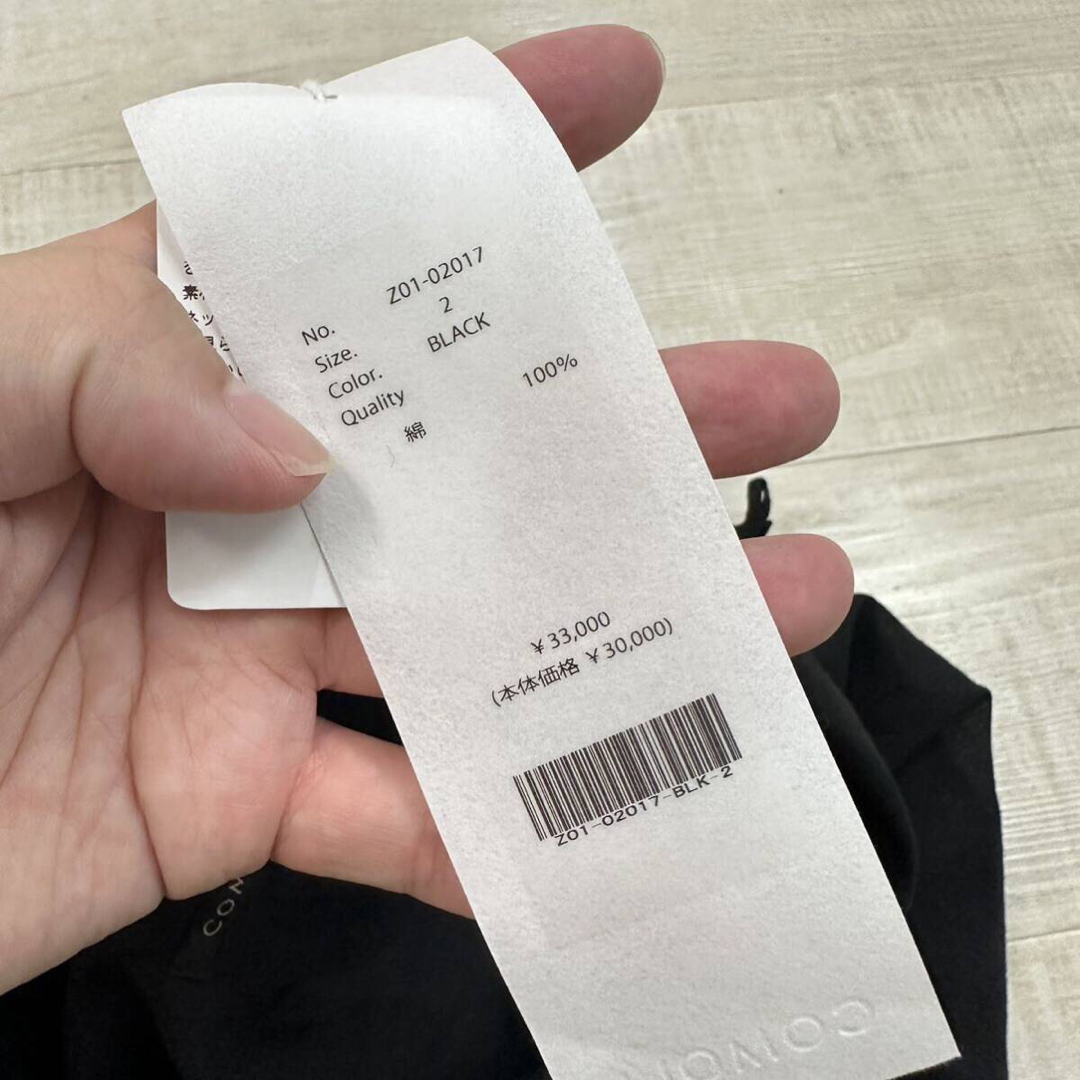 No. Z01-02017
Size. 2
Color. BLACK
Quality
綿 100%
¥33,000
(本体価格 ¥30,000)
Z01-02017-BLK-2